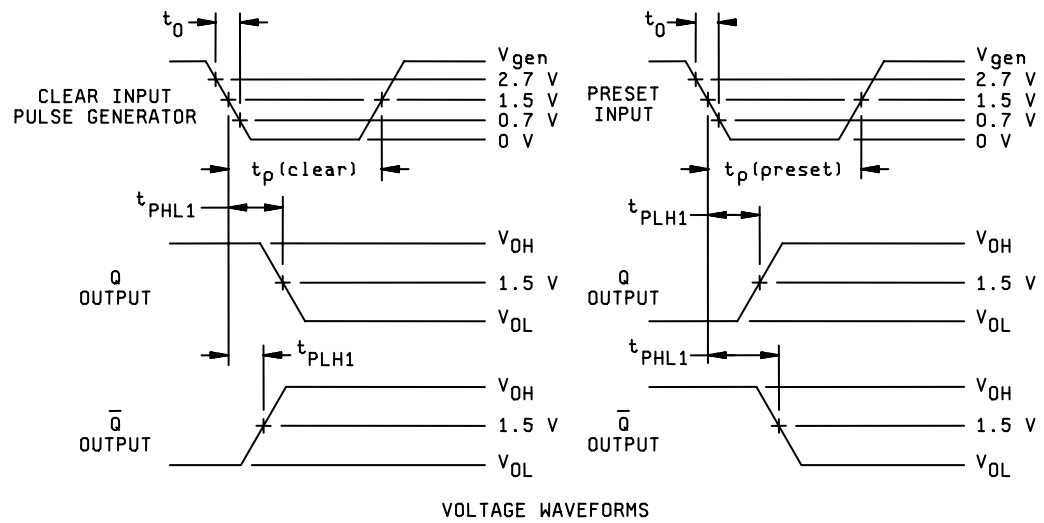 t0
Vgen
2.7 V
1.5 V
0.7 V
0 V
CLEAR INPUT
PULSE GENERATOR
tp(clear)
tPHL1
VOH
1.5 V
VOL
Q
OUTPUT
tPLH1
VOH
1.5 V
VOL
Q̅
OUTPUT
t0
Vgen
2.7 V
1.5 V
0.7 V
0 V
PRESET
INPUT
tp(preset)
tPLH1
VOH
1.5 V
VOL
Q
OUTPUT
tPHL1
VOH
1.5 V
VOL
Q̅
OUTPUT
VOLTAGE WAVEFORMS